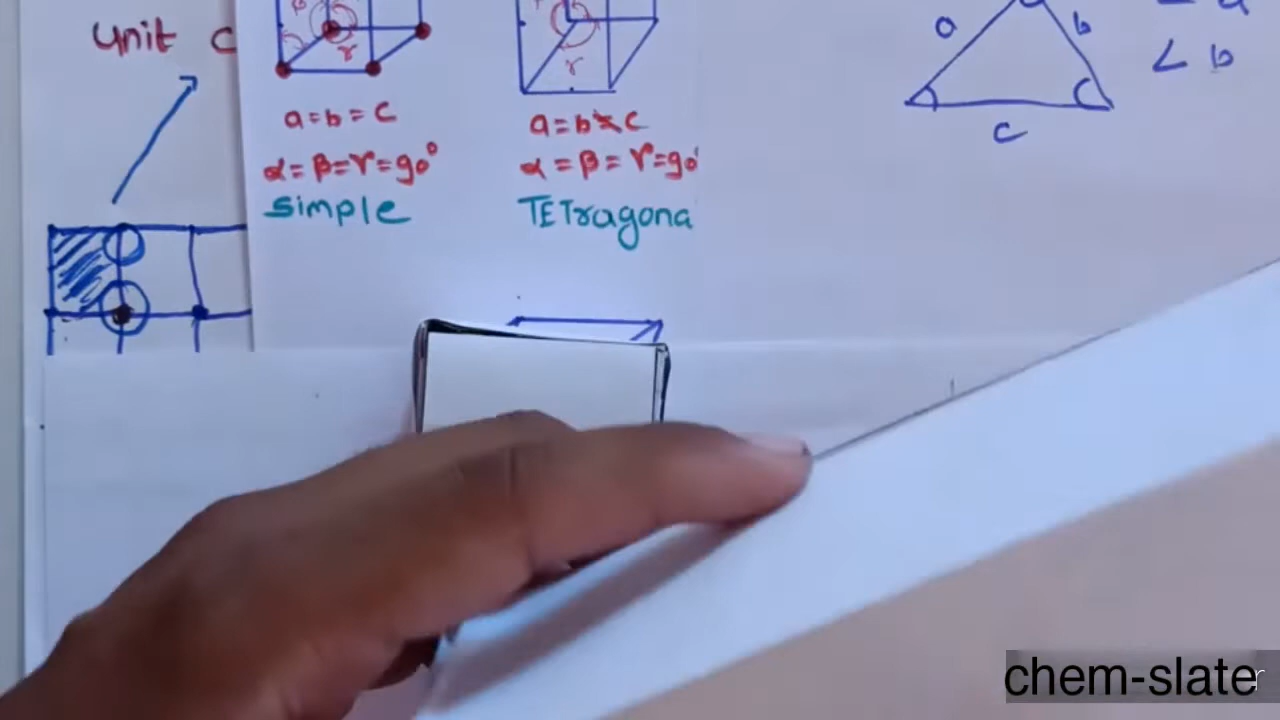 unit c
β
γ
a=b=c
α=β=γ=90°
simple
γ
a=b≠c
α=β=γ=90
TETragona
a
b
c
∠ b
chem-slate